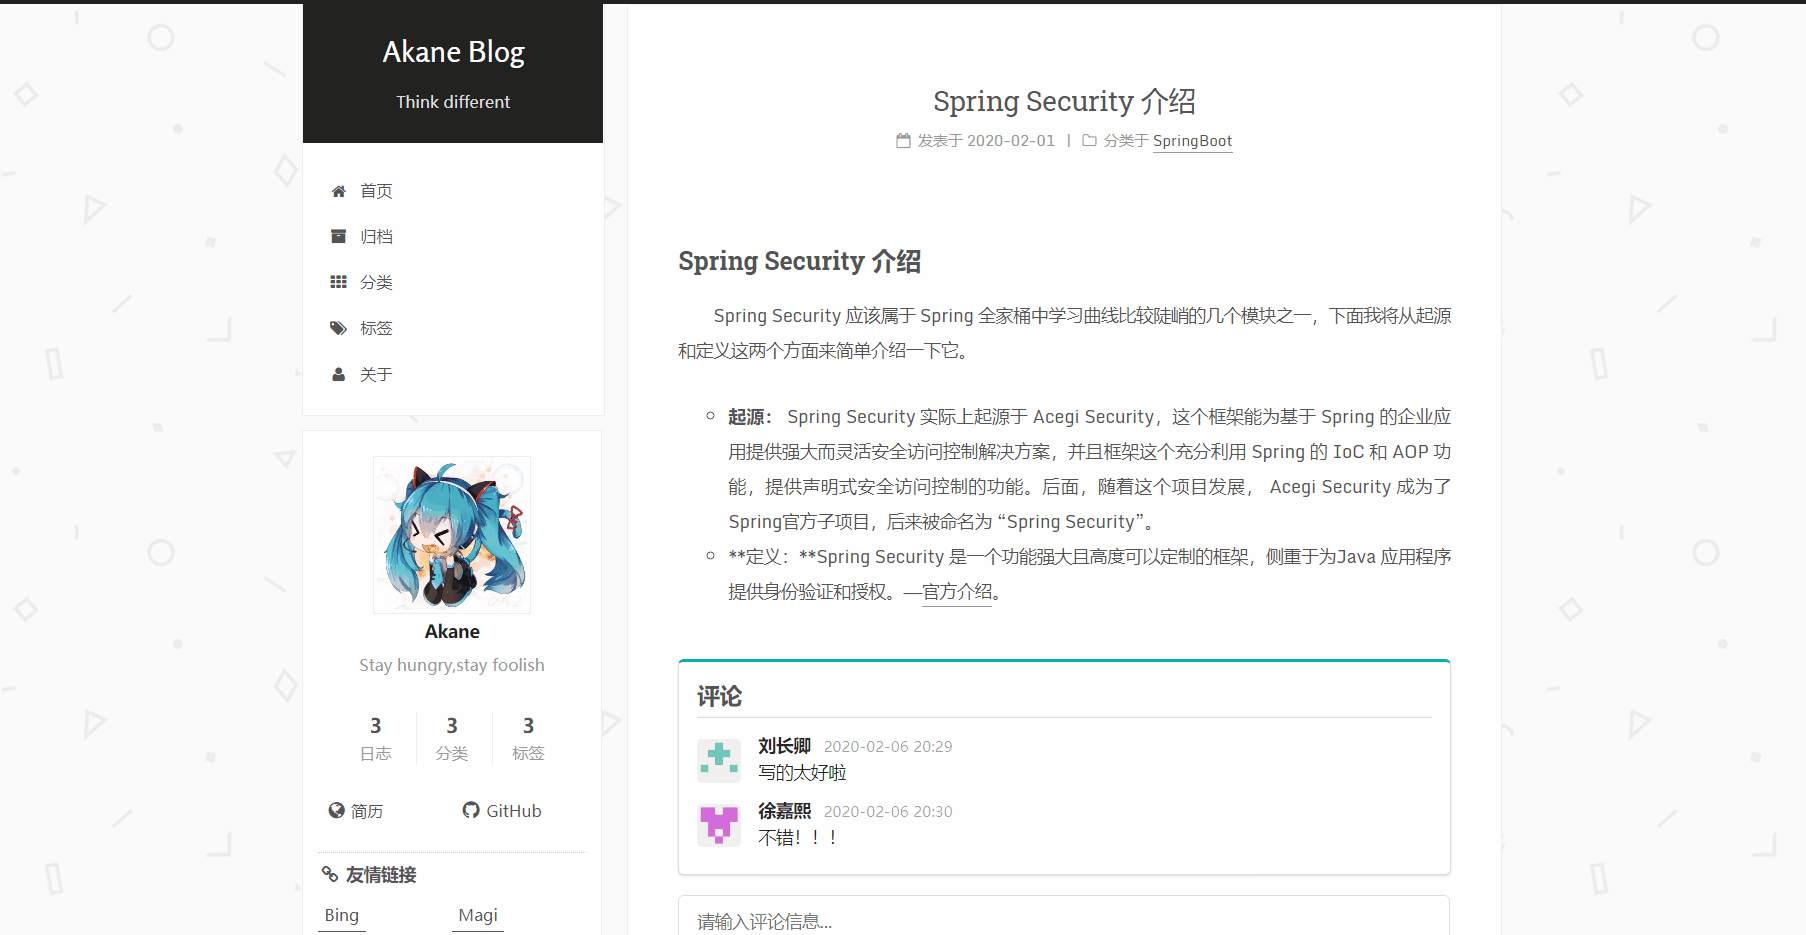 Akane Blog
Think different
首页
归档
分类
标签
关于
Akane
Stay hungry,stay foolish
3 3 3
日志 分类 标签
简历 GitHub
友情链接
Bing Magi
Spring Security 介绍
发表于 2020-02-01 | 分类于 SpringBoot
Spring Security 介绍
Spring Security 应该属于 Spring 全家桶中学习曲线比较陡峭的几个模块之一，下面我将从起源
和定义这两个方面来简单介绍一下它。
起源： Spring Security 实际上起源于 Acegi Security，这个框架能为基于 Spring 的企业应
用提供强大而灵活安全访问控制解决方案，并且框架这个充分利用 Spring 的 IoC 和 AOP 功
能，提供声明式安全访问控制的功能。后面，随着这个项目发展， Acegi Security 成为了
Spring官方子项目，后来被命名为 “Spring Security”。
**定义：**Spring Security 是一个功能强大且高度可以定制的框架，侧重于为Java 应用程序
提供身份验证和授权。—官方介绍。
评论
刘长卿 2020-02-06 20:29
写的太好啦
徐嘉熙 2020-02-06 20:30
不错！！！
请输入评论信息...